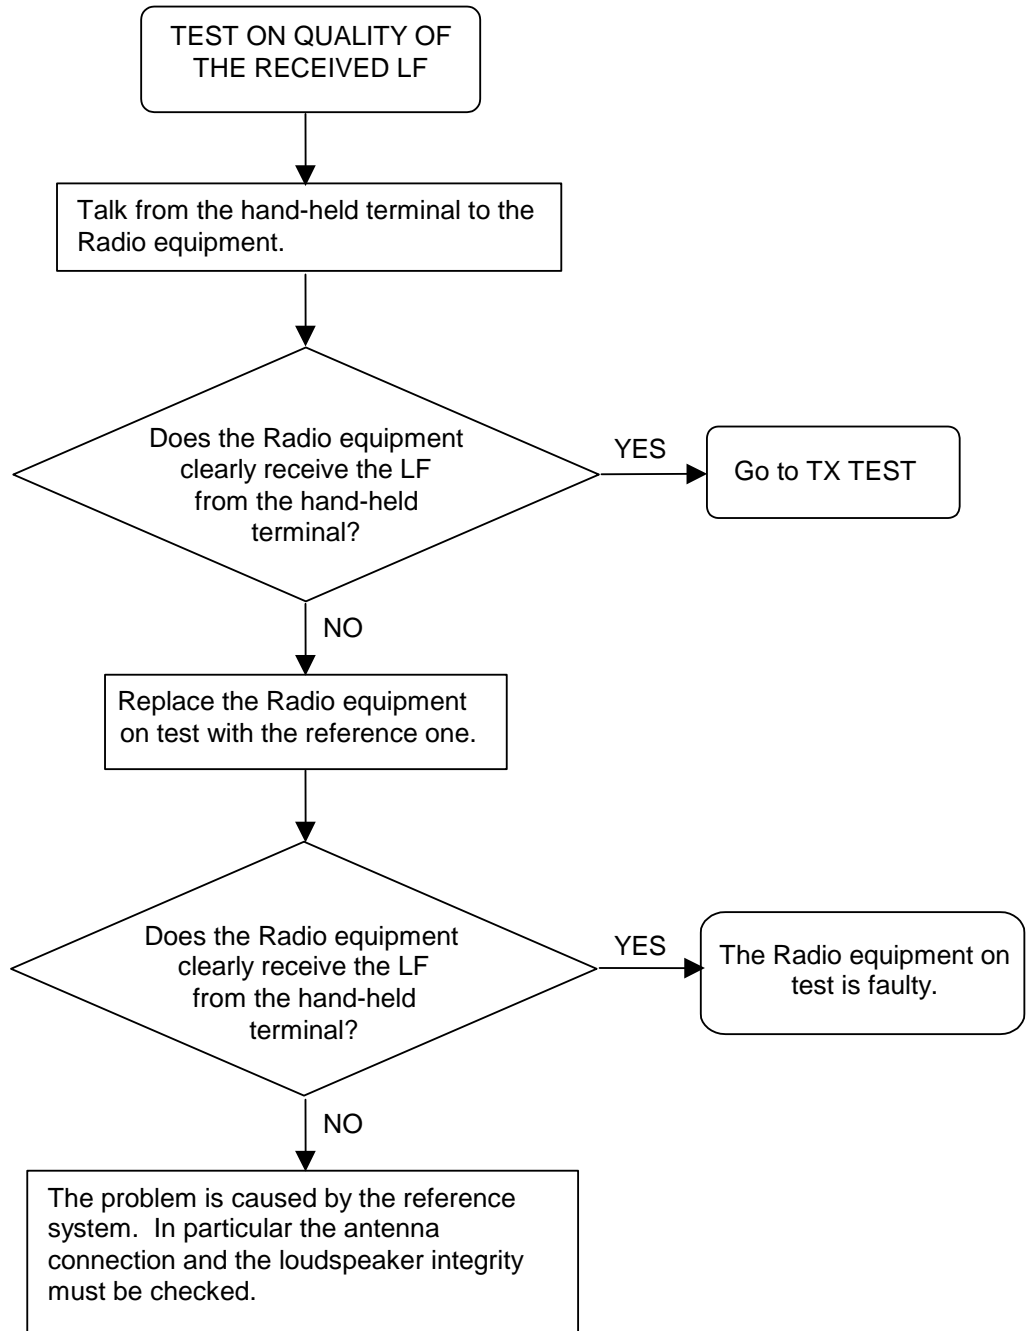 TEST ON QUALITY OF
THE RECEIVED LF
Talk from the hand-held terminal to the
Radio equipment.
Does the Radio equipment
clearly receive the LF
from the hand-held
terminal?
YES
Go to TX TEST
NO
Replace the Radio equipment
on test with the reference one.
Does the Radio equipment
clearly receive the LF
from the hand-held
terminal?
YES
The Radio equipment on
test is faulty.
NO
The problem is caused by the reference
system.  In particular the antenna
connection and the loudspeaker integrity
must be checked.